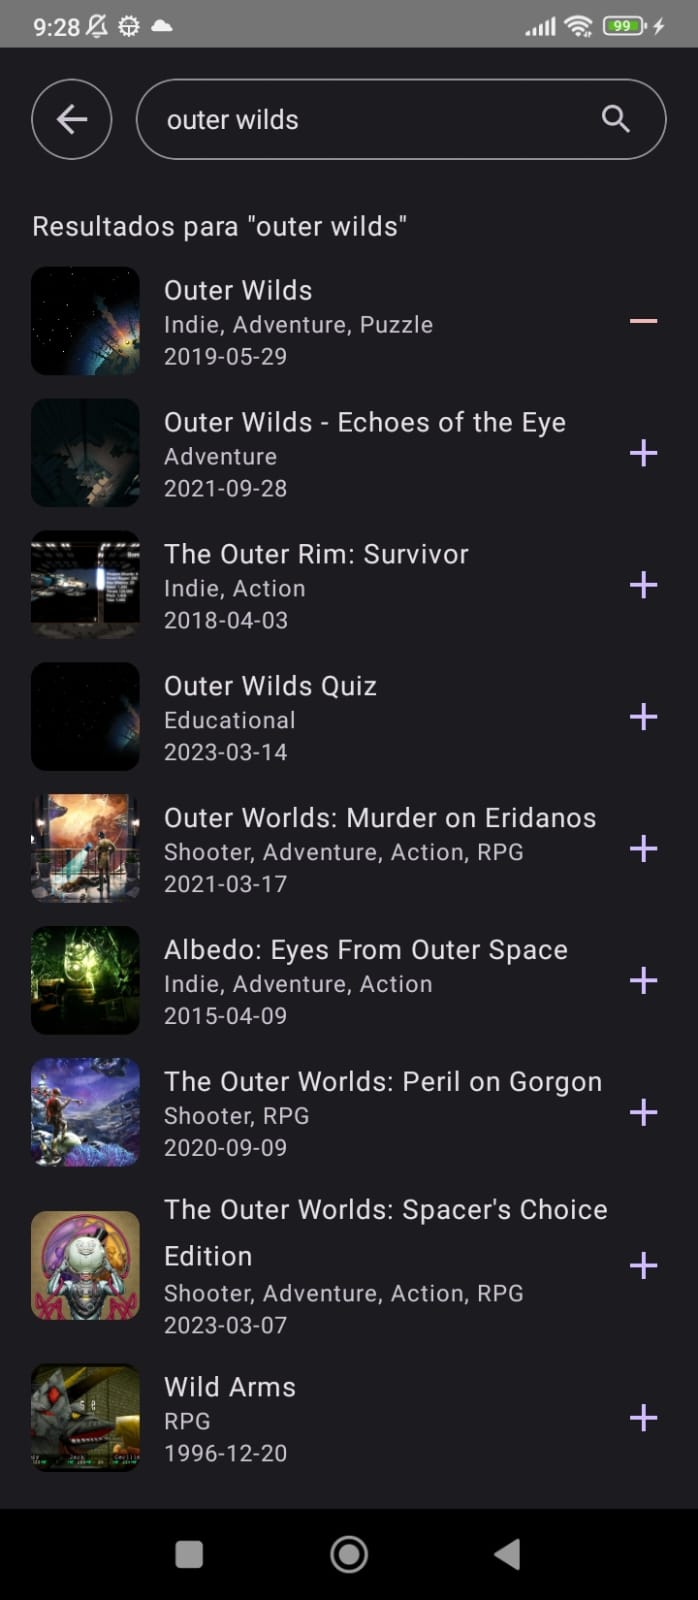 9:28
99
outer wilds
Resultados para "outer wilds"
Outer Wilds
Indie, Adventure, Puzzle
2019-05-29
Outer Wilds - Echoes of the Eye
Adventure
2021-09-28
The Outer Rim: Survivor
Indie, Action
2018-04-03
Outer Wilds Quiz
Educational
2023-03-14
Outer Worlds: Murder on Eridanos
Shooter, Adventure, Action, RPG
2021-03-17
Albedo: Eyes From Outer Space
Indie, Adventure, Action
2015-04-09
The Outer Worlds: Peril on Gorgon
Shooter, RPG
2020-09-09
The Outer Worlds: Spacer's Choice
Edition
Shooter, Adventure, Action, RPG
2023-03-07
Wild Arms
RPG
1996-12-20